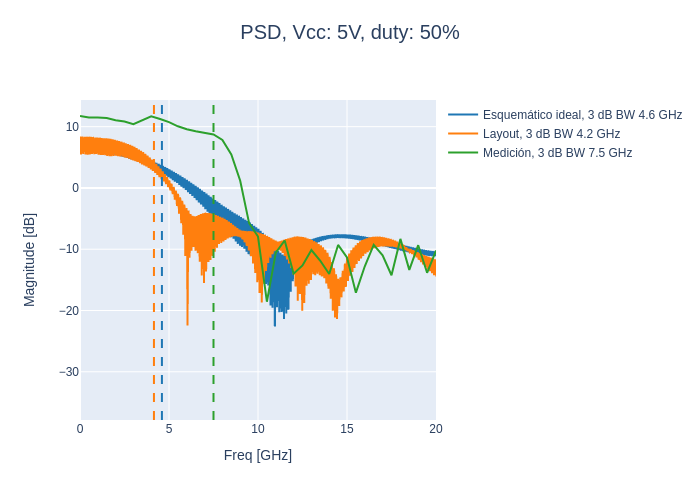 PSD, Vcc: 5V, duty: 50%
Esquemático ideal, 3 dB BW 4.6 GHz
Layout, 3 dB BW 4.2 GHz
Medición, 3 dB BW 7.5 GHz
Magnitude [dB]
10
0
−10
−20
−30
0 5 10 15 20
Freq [GHz]